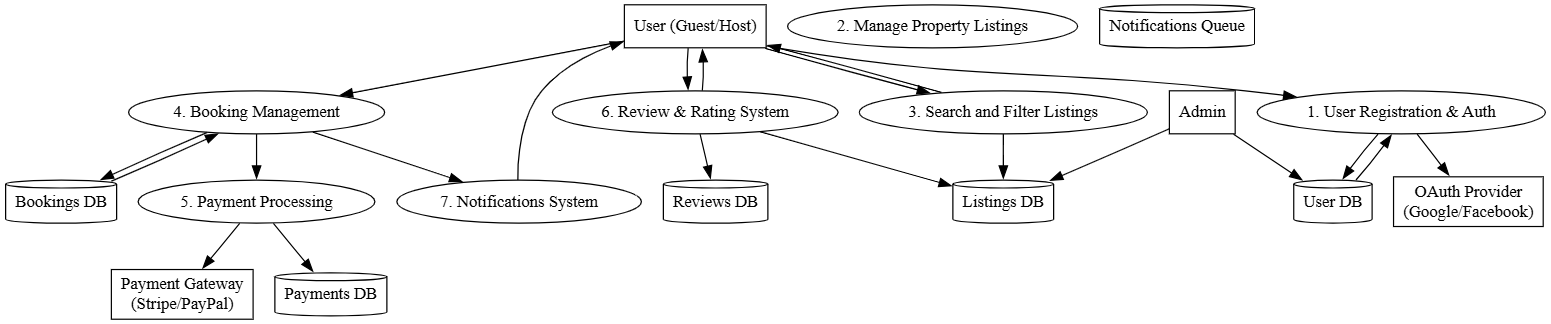 User (Guest/Host)
2. Manage Property Listings
Notifications Queue
4. Booking Management
6. Review & Rating System
3. Search and Filter Listings
Admin
1. User Registration & Auth
Bookings DB
5. Payment Processing
7. Notifications System
Reviews DB
Listings DB
User DB
OAuth Provider
(Google/Facebook)
Payment Gateway
(Stripe/PayPal)
Payments DB